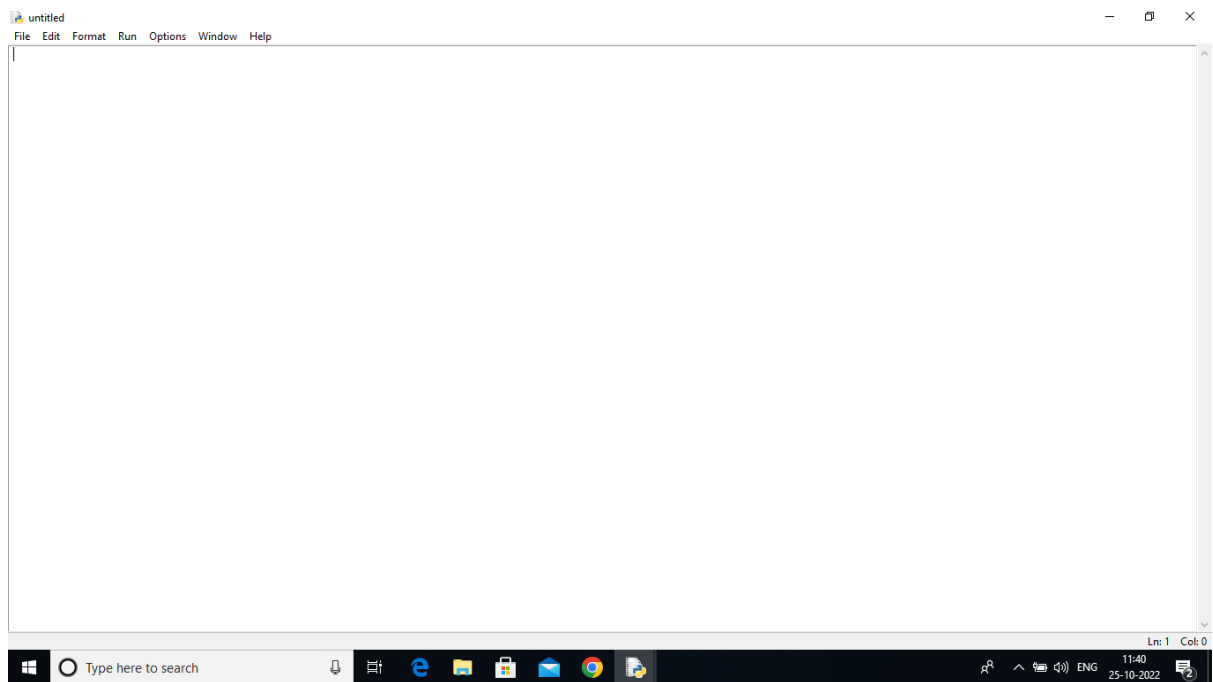 untitled
File Edit Format Run Options Window Help
Ln: 1 Col: 0
Type here to search
ENG
11:40
25-10-2022
2